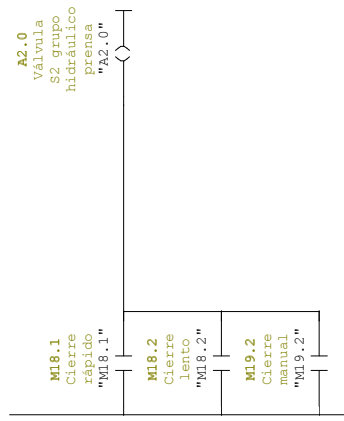 A2.0
Válvula
S2 grupo
hidráulico
prensa
"A2.0"
M18.1
Cierre
rápido
"M18.1"
M18.2
Cierre
lento
"M18.2"
M19.2
Cierre
manual
"M19.2"